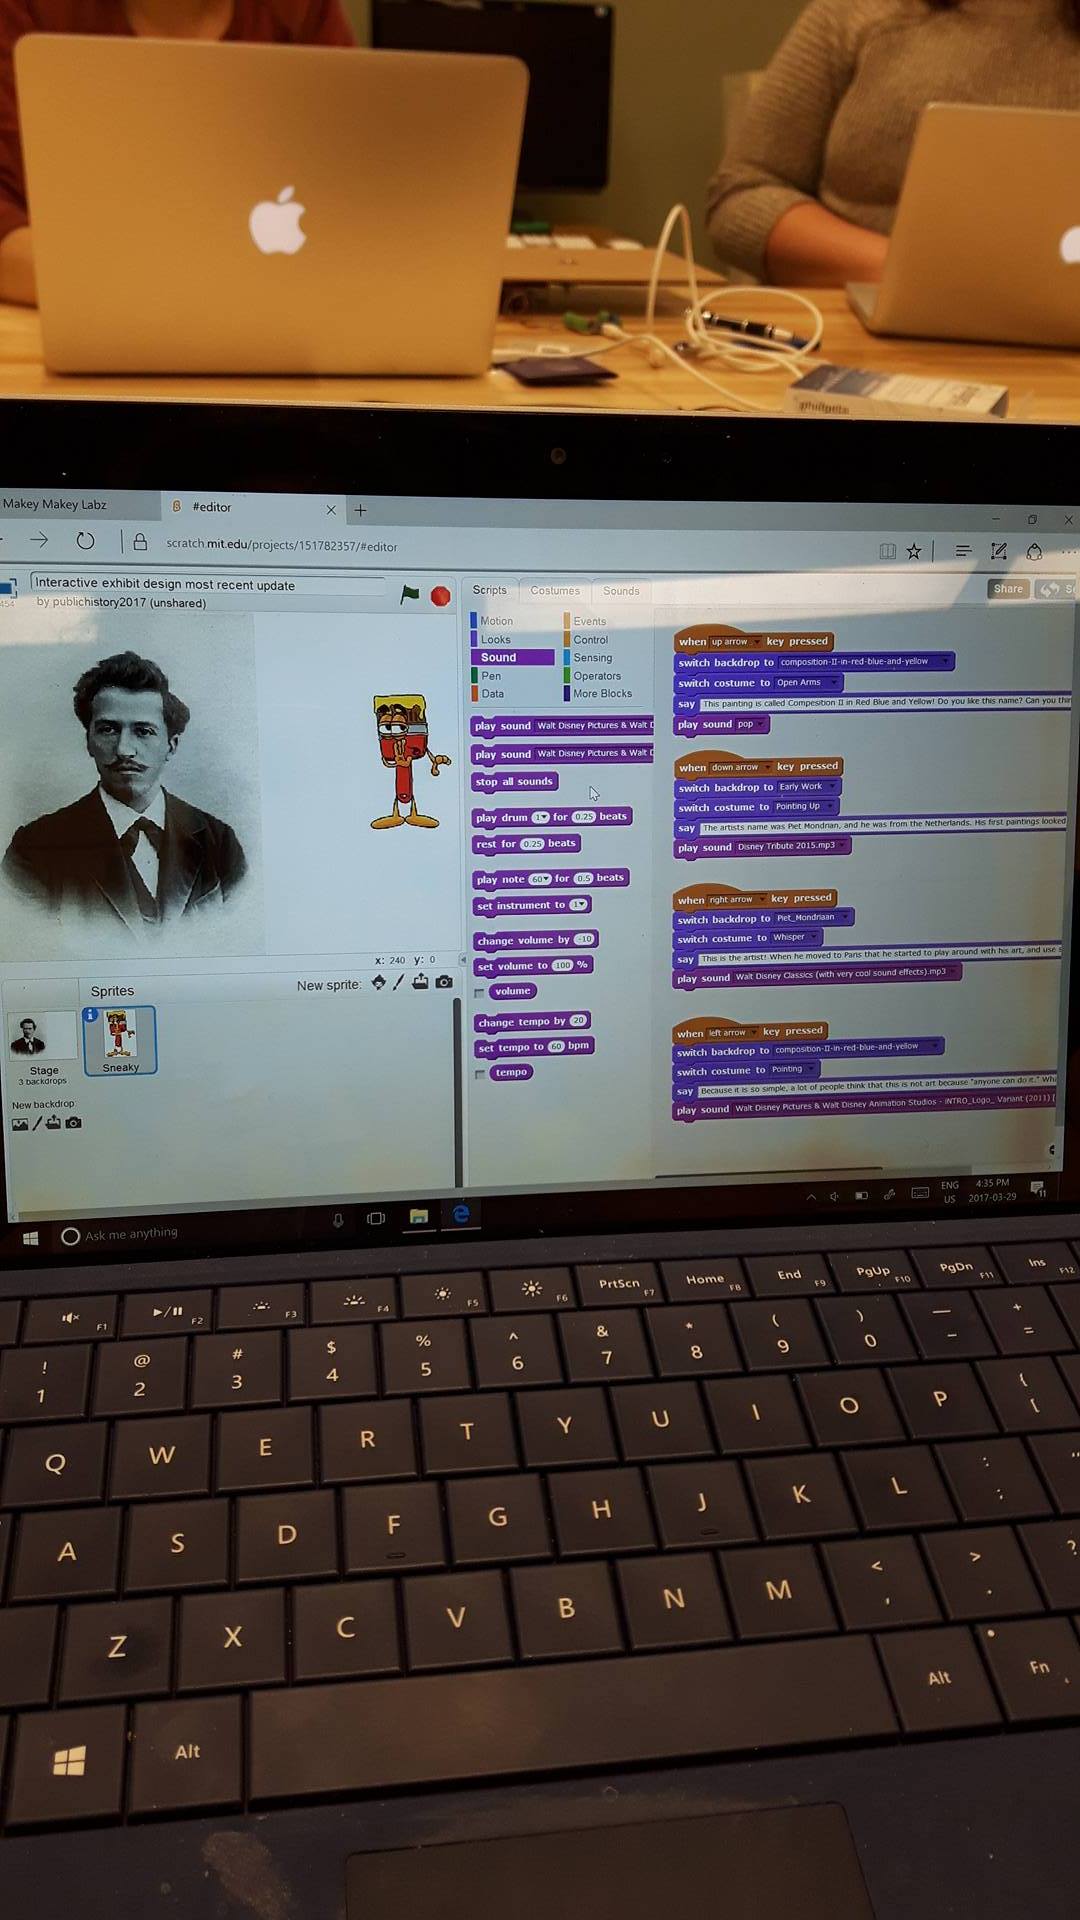 Makey Makey Labz
#editor
scratch.mit.edu/projects/151782357/#editor
Interactive exhibit design most recent update
by publichistory2017 (unshared)
Scripts
Costumes
Sounds
Share
Motion
Looks
Sound
Pen
Data
Events
Control
Sensing
Operators
More Blocks
play sound Walt Disney Pictures & Walt D
play sound Walt Disney Pictures & Walt D
stop all sounds
play drum 1 for 0.25 beats
rest for 0.25 beats
play note 60 for 0.5 beats
set instrument to 1
change volume by -10
set volume to 100 %
volume
change tempo by 20
set tempo to 60 bpm
tempo
when up arrow key pressed
switch backdrop to composition-II-in-red-blue-and-yellow
switch costume to Open Arms
say This painting is called Composition II in Red Blue and Yellow! Do you like this name? Can you thin
play sound pop
when down arrow key pressed
switch backdrop to Early Work
switch costume to Pointing Up
say The artists name was Piet Mondrian, and he was from the Netherlands. His first paintings looked
play sound Disney Tribute 2015.mp3
when right arrow key pressed
switch backdrop to Piet_Mondriaan
switch costume to Whisper
say This is the artist! When he moved to Paris that he started to play around with his art, and use s
play sound Walt Disney Classics (with very cool sound effects).mp3
when left arrow key pressed
switch backdrop to composition-II-in-red-blue-and-yellow
switch costume to Pointing
say Because it is so simple, a lot of people think that this is not art because "anyone can do it." Wha
play sound Walt Disney Pictures & Walt Disney Animation Studios - INTRO_Logo_ Variant (2011) [
x: 240 y: 0
Sprites
New sprite:
Stage
3 backdrops
Sneaky
New backdrop
Ask me anything
ENG
US
4:35 PM
2017-03-29
11
F1 F2 F3 F4 F5 F6 PrtScn F7 Home F8 End F9 PgUp F10 PgDn F11 Ins F12
! 1 @ 2 # 3 $ 4 % 5 ^ 6 & 7 * 8 ( 9 ) 0 — - + =
Q W E R T Y U I O P { [
A S D F G H J K L : ; "
Z X C V B N M < , > . ?
Alt Alt Fn